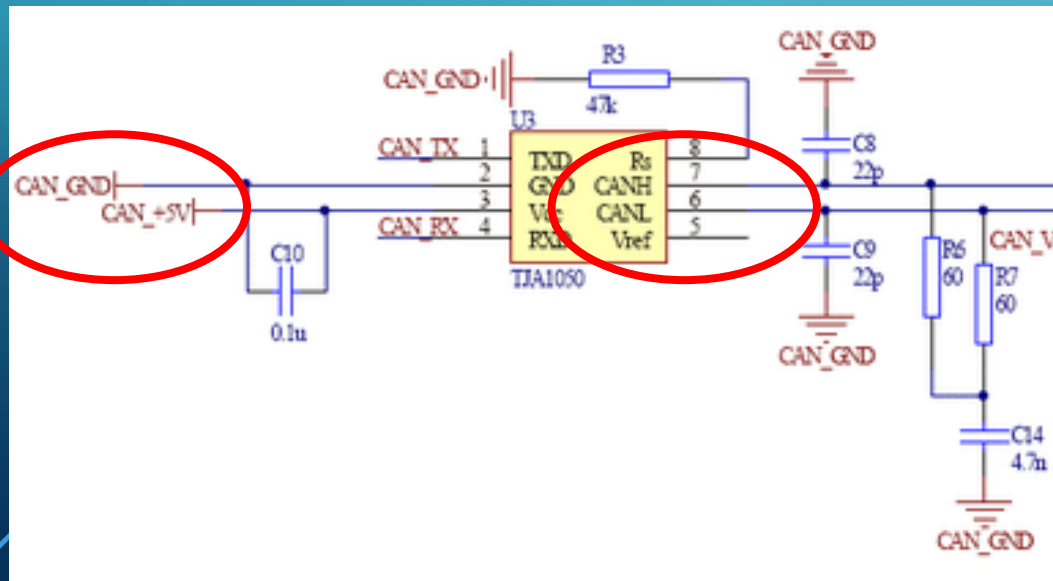 CAN_GND
R3
CAN_GND
47k
U3
CAN_TX 1 TXD Rs 8
C8
22p
CAN_GND 2 GND CANH 7
CAN_+5V 3 Vcc CANL 6
CAN_RX 4 RXD Vref 5
C10
0.1u
TJA1050
C9
22p
R6
60
R7
60
CAN_V
CAN_GND
C14
4.7n
CAN_GND